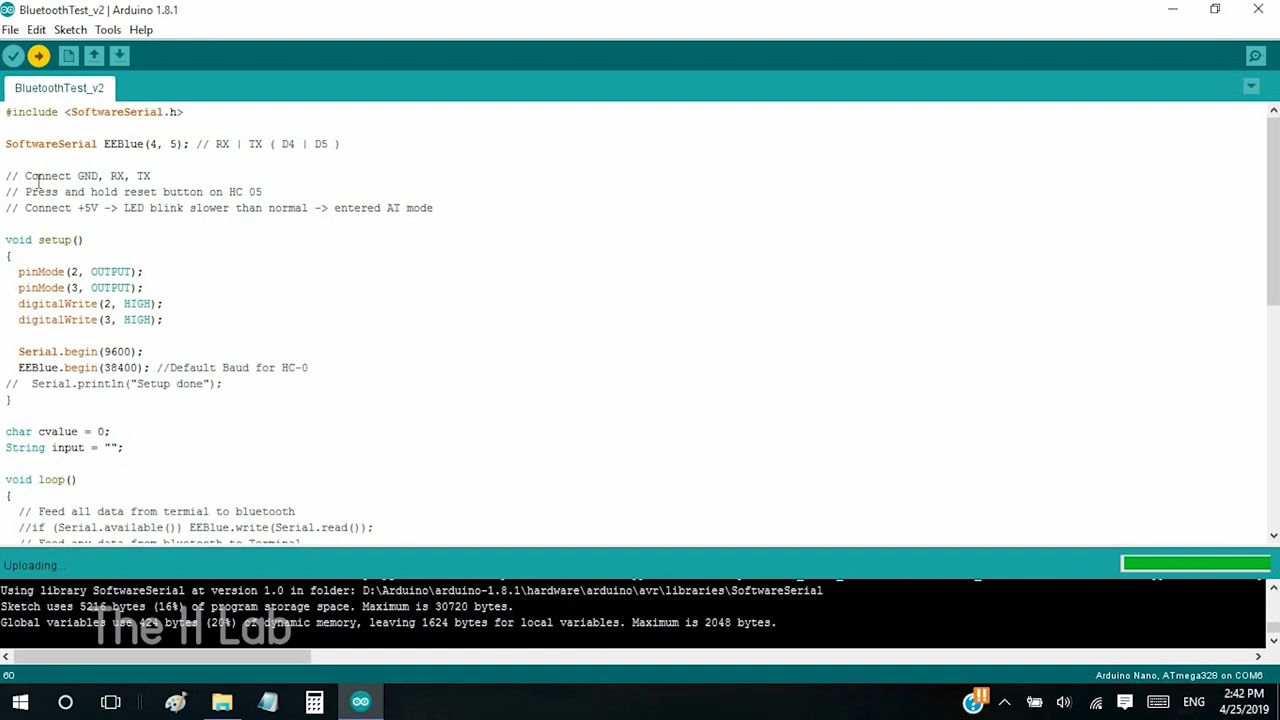 BluetoothTest_v2 | Arduino 1.8.1
File Edit Sketch Tools Help
BluetoothTest_v2
#include <SoftwareSerial.h>
SoftwareSerial EEBlue(4, 5); // RX | TX ( D4 | D5 )
// Connect GND, RX, TX
// Press and hold reset button on HC 05
// Connect +5V -> LED blink slower than normal -> entered AT mode
void setup()
{
pinMode(2, OUTPUT);
pinMode(3, OUTPUT);
digitalWrite(2, HIGH);
digitalWrite(3, HIGH);
Serial.begin(9600);
EEBlue.begin(38400); //Default Baud for HC-0
// Serial.println("Setup done");
}
char cvalue = 0;
String input = "";
void loop()
{
// Feed all data from termial to bluetooth
//if (Serial.available()) EEBlue.write(Serial.read());
// Feed any data from bluetooth to Terminal
Uploading...
Using library SoftwareSerial at version 1.0 in folder: D:\Arduino\arduino-1.8.1\hardware\arduino\avr\libraries\SoftwareSerial
Sketch uses 5216 bytes (16%) of program storage space. Maximum is 30720 bytes.
Global variables use 424 bytes (20%) of dynamic memory, leaving 1624 bytes for local variables. Maximum is 2048 bytes.
The IT Lab
60 Arduino Nano, ATmega328 on COM6
ENG
2:42 PM
4/25/2019